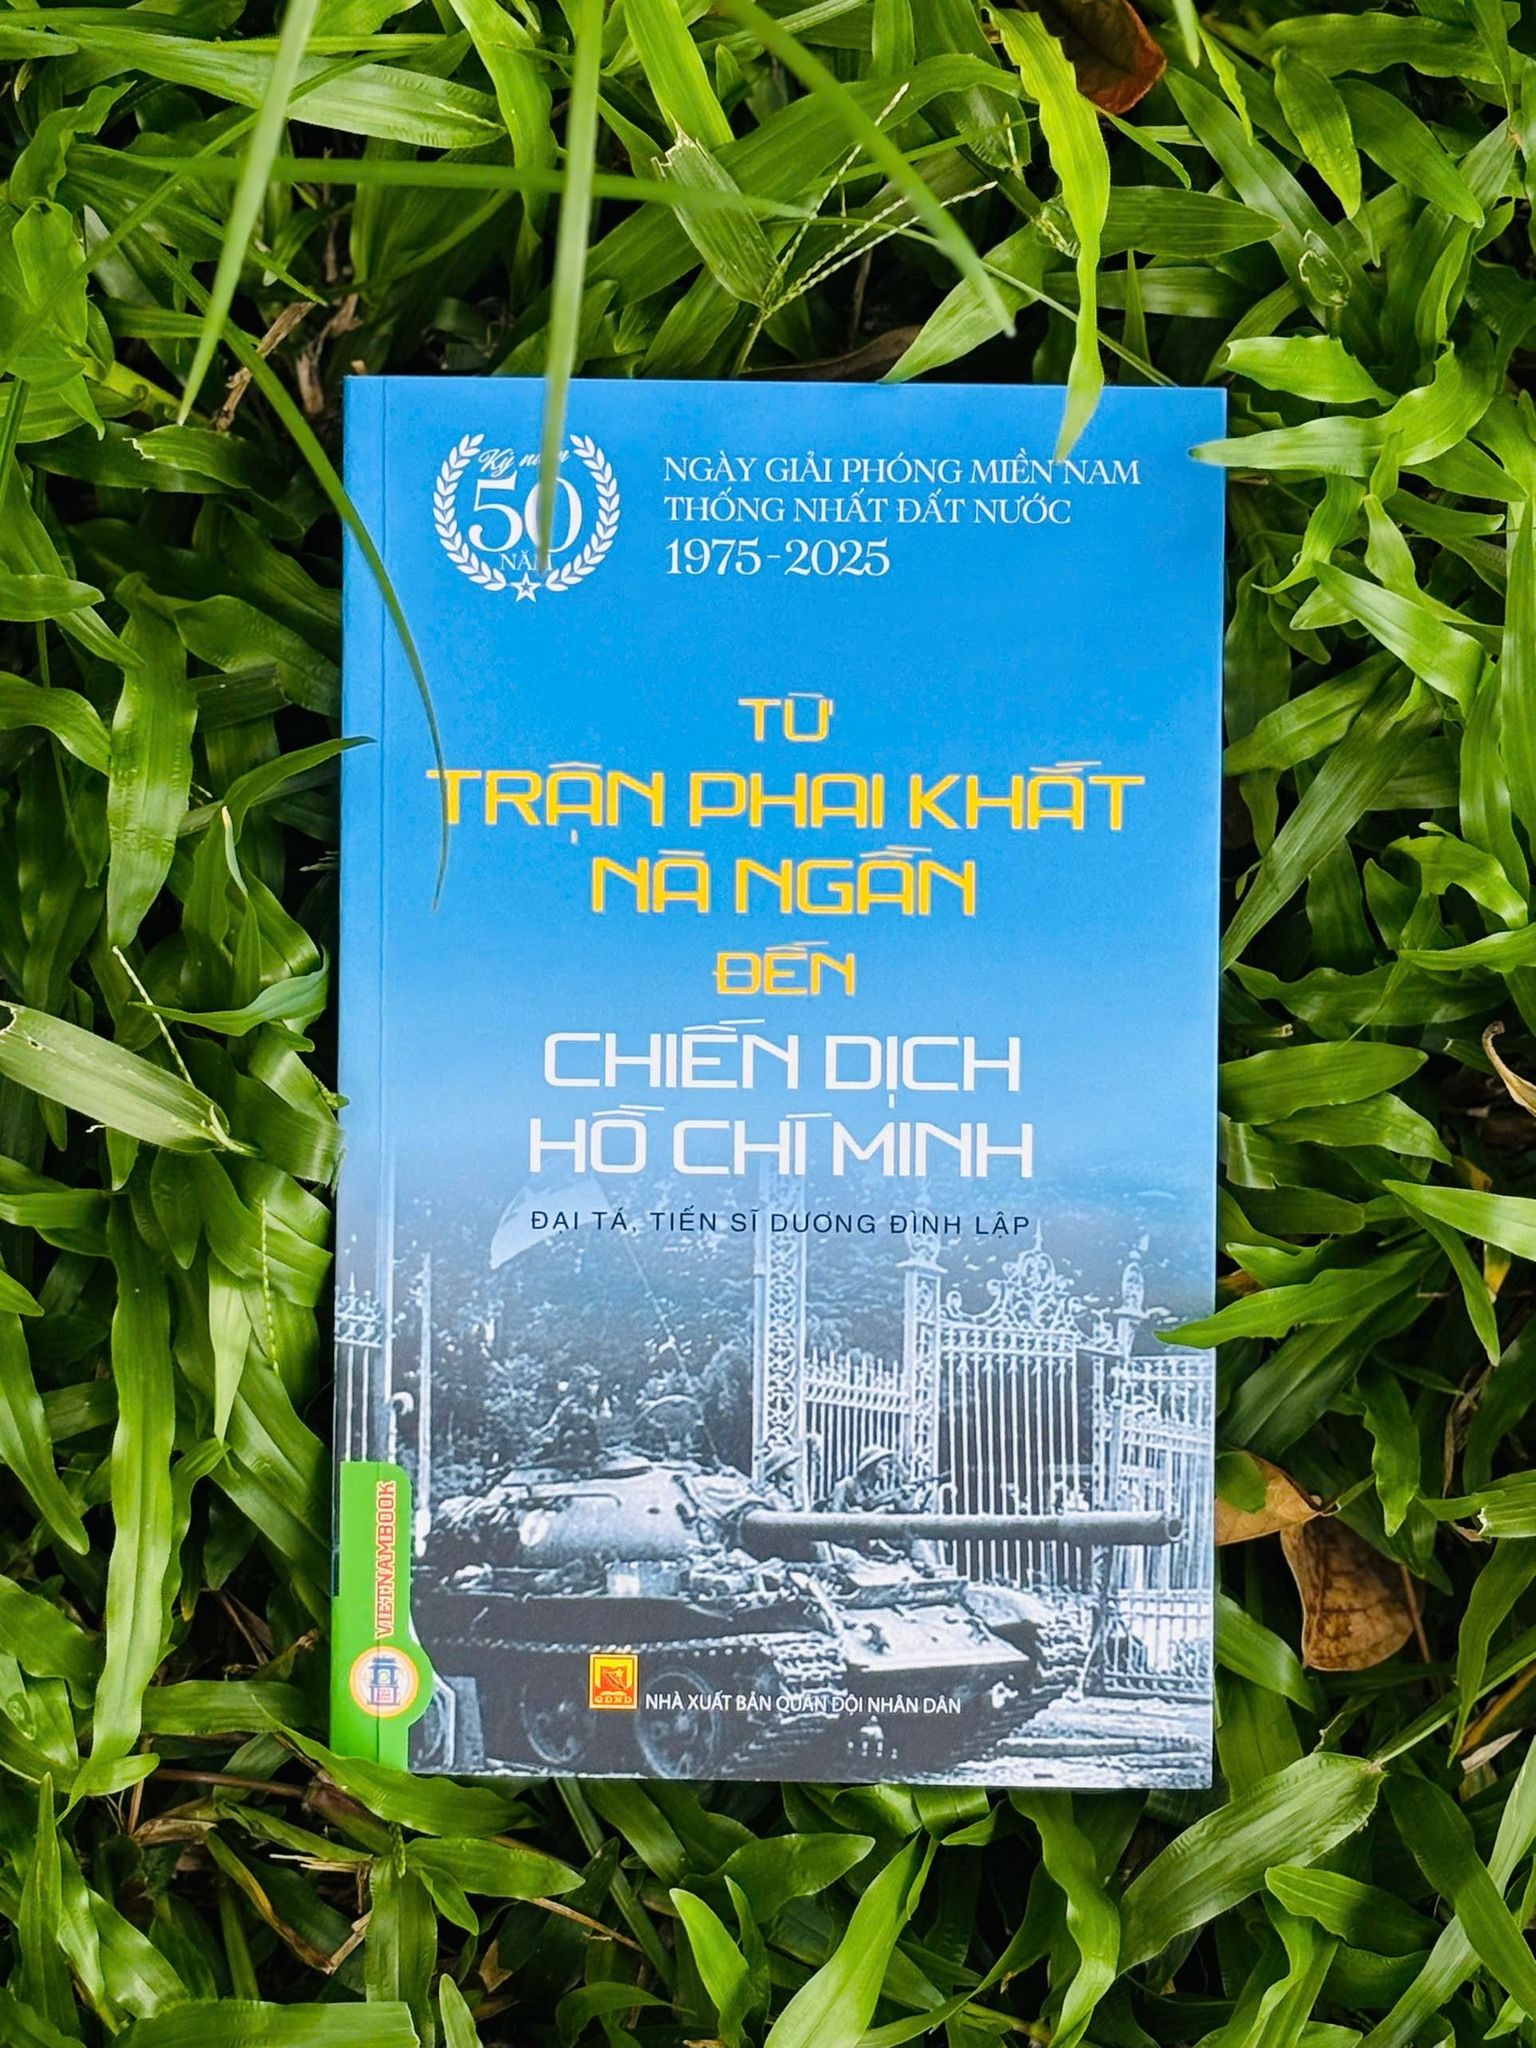 Kỷ niệm
50
NĂM
NGÀY GIẢI PHÓNG MIỀN NAM
THỐNG NHẤT ĐẤT NƯỚC
1975-2025
TỪ
TRẬN PHAI KHẮT
NÀ NGẦN
ĐẾN
CHIẾN DỊCH
HỒ CHÍ MINH
ĐẠI TÁ, TIẾN SĨ DƯƠNG ĐÌNH LẬP
VIETNAMBOOK
QĐND
NHÀ XUẤT BẢN QUÂN ĐỘI NHÂN DÂN